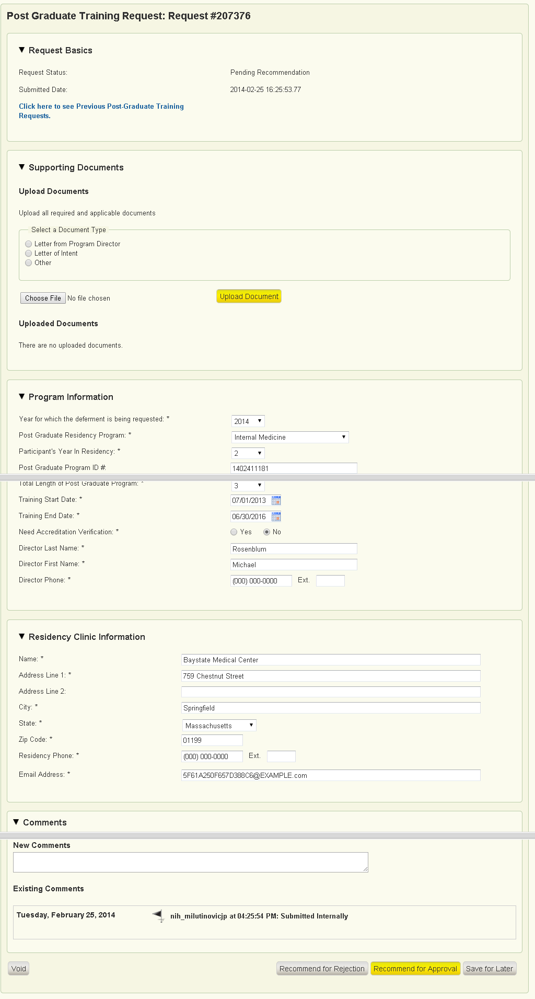 Post Graduate Training Request: Request #207376
Request Basics
Request Status: Pending Recommendation
Submitted Date: 2014-02-25 16:25:53.77
Click here to see Previous Post-Graduate Training
Requests.
Supporting Documents
Upload Documents
Upload all required and applicable documents
Select a Document Type
Letter from Program Director
Letter of Intent
Other
Choose File No file chosen Upload Document
Uploaded Documents
There are no uploaded documents.
Program Information
Year for which the deferment is being requested: * 2014
Post Graduate Residency Program: * Internal Medicine
Participant's Year In Residency: * 2
Post Graduate Program ID #: 1402411181
Total Length of Post Graduate Program: * 3
Training Start Date: * 07/01/2013
Training End Date: * 06/30/2016
Need Accreditation Verification: * Yes No
Director Last Name: * Rosenblum
Director First Name: * Michael
Director Phone: * (000) 000-0000 Ext.
Residency Clinic Information
Name: * Baystate Medical Center
Address Line 1: * 759 Chestnut Street
Address Line 2:
City: * Springfield
State: * Massachusetts
Zip Code: * 01199
Residency Phone: * (000) 000-0000 Ext.
Email Address: * 5F61A250F657D388C6@EXAMPLE.com
Comments
New Comments
Existing Comments
Tuesday, February 25, 2014 nih_milutinovicjp at 04:25:54 PM: Submitted Internally
Void Recommend for Rejection Recommend for Approval Save for Later